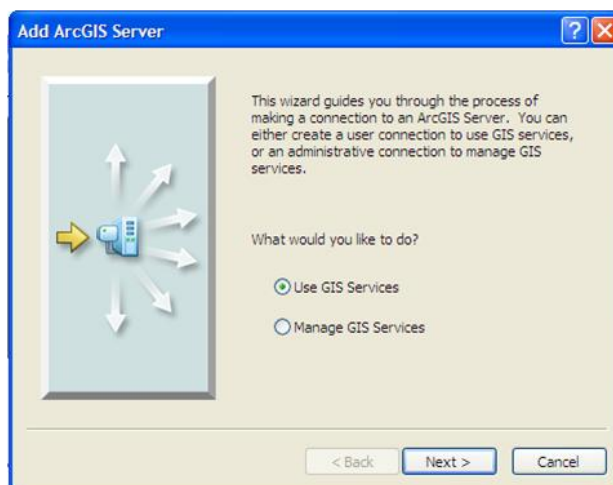 Add ArcGIS Server
This wizard guides you through the process of
making a connection to an ArcGIS Server. You can
either create a user connection to use GIS services,
or an administrative connection to manage GIS
services.
What would you like to do?
Use GIS Services
Manage GIS Services
< Back Next > Cancel